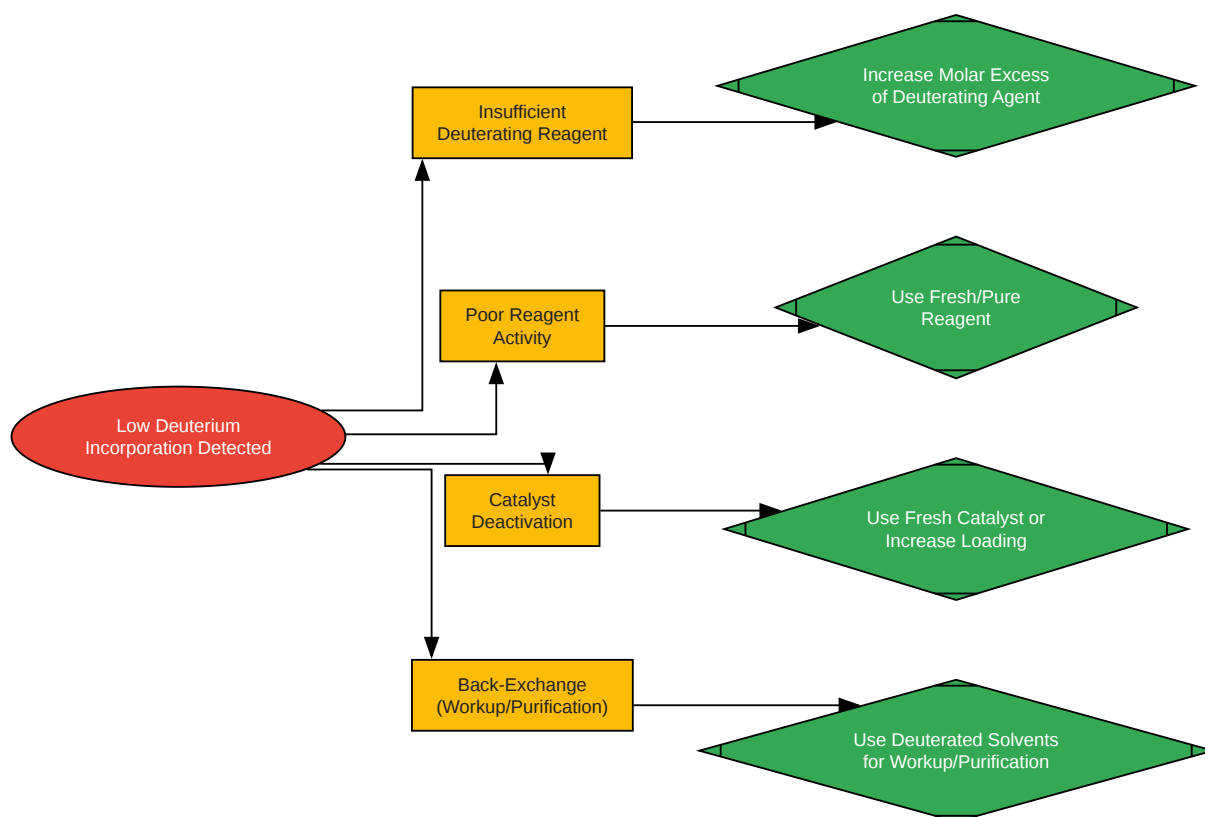 Increase Molar Excess
of Deuterating Agent
Insufficient
Deuterating Reagent
Use Fresh/Pure
Reagent
Poor Reagent
Activity
Low Deuterium
Incorporation Detected
Catalyst
Deactivation
Use Fresh Catalyst or
Increase Loading
Back-Exchange
(Workup/Purification)
Use Deuterated Solvents
for Workup/Purification